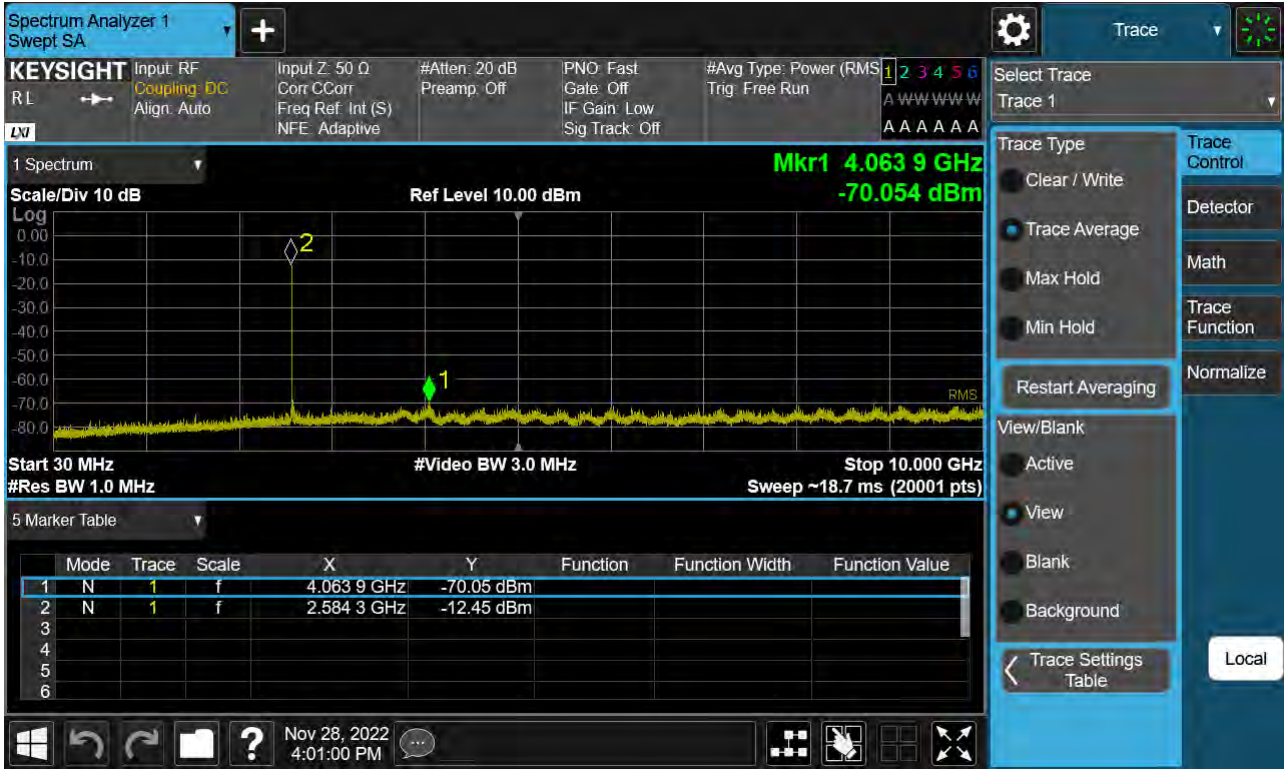 Spectrum Analyzer 1
Swept SA
Trace
KEYSIGHT
R L
LXI
Input: RF
Coupling: DC
Align: Auto
Input Z: 50 Ω
Corr CCorr
Freq Ref: Int (S)
NFE: Adaptive
#Atten: 20 dB
Preamp: Off
PNO: Fast
Gate: Off
IF Gain: Low
Sig Track: Off
#Avg Type: Power (RMS
Trig: Free Run
1 2 3 4 5 6
A W W W W W
A A A A A A
Select Trace
Trace 1
1 Spectrum
Mkr1 4.063 9 GHz
-70.054 dBm
Scale/Div 10 dB
Ref Level 10.00 dBm
Log
0.00
-10.0
-20.0
-30.0
-40.0
-50.0
-60.0
-70.0
-80.0
2
1
RMS
Start 30 MHz
#Video BW 3.0 MHz
Stop 10.000 GHz
#Res BW 1.0 MHz
Sweep ~18.7 ms (20001 pts)
5 Marker Table
Mode Trace Scale X Y Function Function Width Function Value
1 N 1 f 4.063 9 GHz -70.05 dBm
2 N 1 f 2.584 3 GHz -12.45 dBm
3
4
5
6
Trace Type
Clear / Write
Trace Average
Max Hold
Min Hold
Restart Averaging
View/Blank
Active
View
Blank
Background
Trace Settings
Table
Trace
Control
Detector
Math
Trace
Function
Normalize
Local
?
Nov 28, 2022
4:01:00 PM